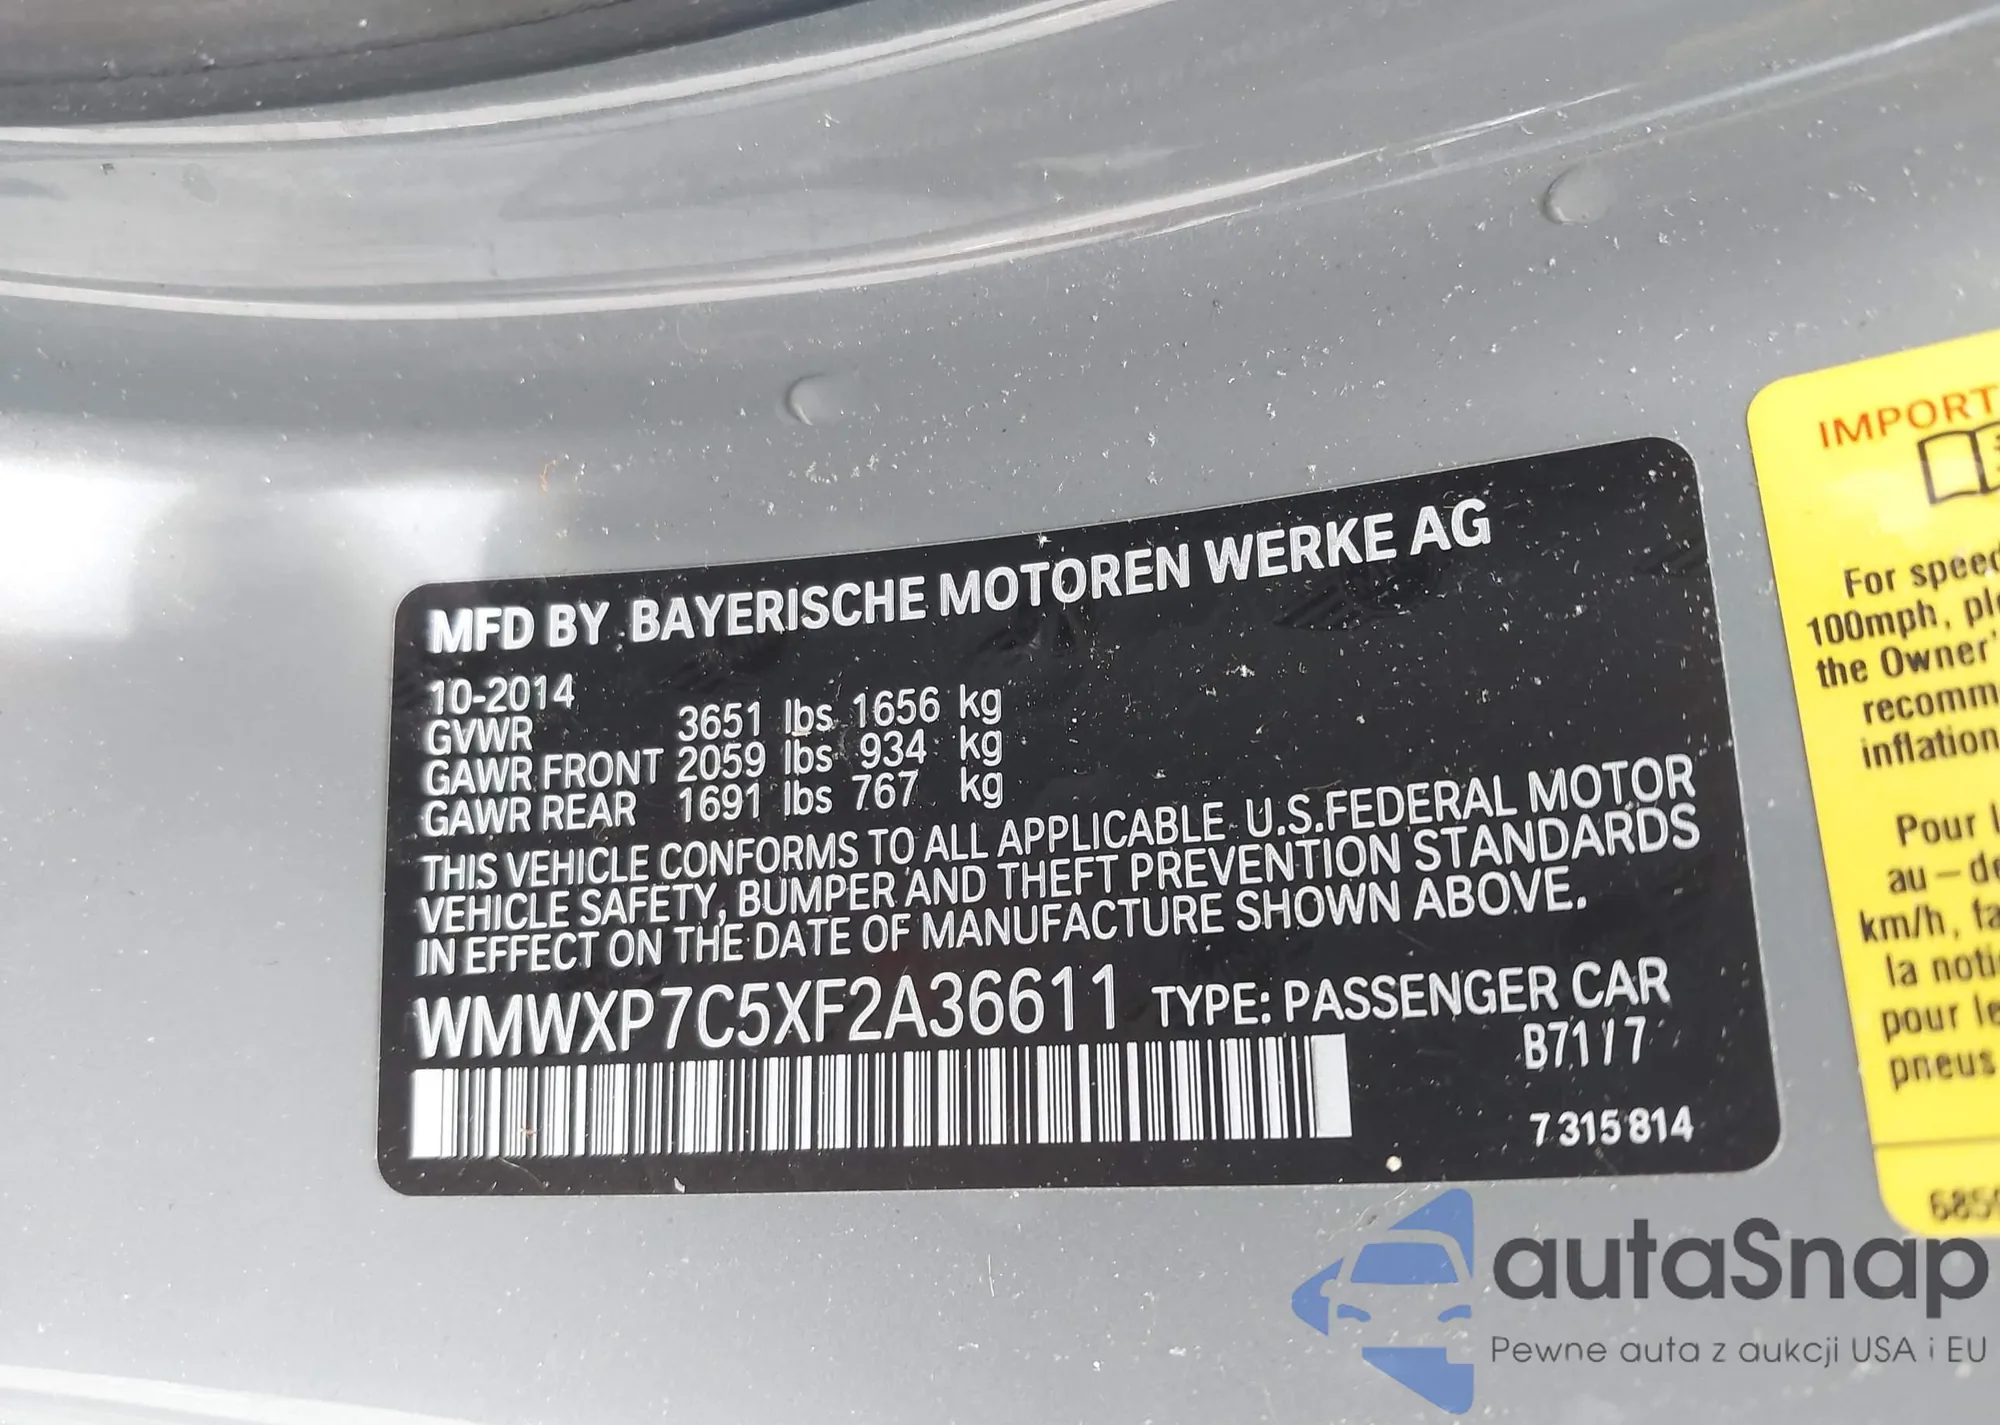 MFD BY BAYERISCHE MOTOREN WERKE AG
10-2014
GVWR 3651 lbs 1656 kg
GAWR FRONT 2059 lbs 934 kg
GAWR REAR 1691 lbs 767 kg
THIS VEHICLE CONFORMS TO ALL APPLICABLE U.S.FEDERAL MOTOR
VEHICLE SAFETY, BUMPER AND THEFT PREVENTION STANDARDS
IN EFFECT ON THE DATE OF MANUFACTURE SHOWN ABOVE.
WMWXP7C5XF2A36611 TYPE: PASSENGER CAR
B71/7
7 315 814
IMPORT
For speed
100mph, ple
the Owner'
recomm
inflation
Pour l
au-de
km/h, fa
la noti
pour le
pneus
685
autaSnap
Pewne auta z aukcji USA i EU